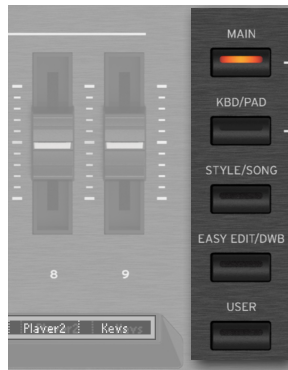 MAIN
KBD/PAD
STYLE/SONG
EASY EDIT/DWB
USER
8 9
Player2 Keys